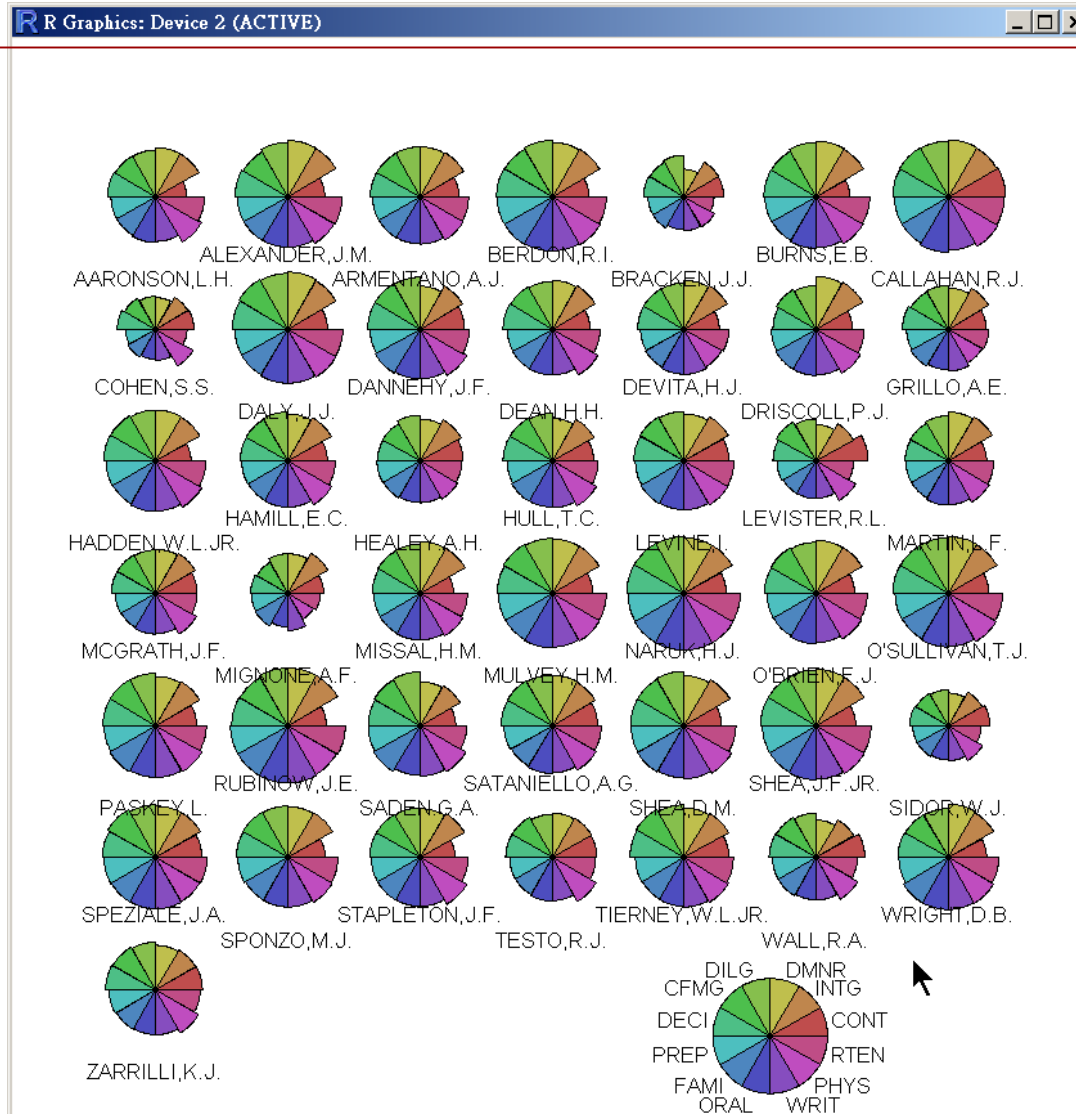 R R Graphics: Device 2 (ACTIVE)
ALEXANDER,J.M. BERDON,R.I. BURNS,E.B.
AARONSON,L.H. ARMENTANO,A.J. BRACKEN,J.J. CALLAHAN,R.J.
COHEN,S.S. DANNEHY,J.F. DEVITA,H.J. GRILLO,A.E.
DALY,J.J. DEAN,H.H. DRISCOLL,P.J.
HAMILL,E.C. HULL,T.C. LEVISTER,R.L.
HADDEN,W.L.JR. HEALEY.A.H. LEVINE,I. MARTIN,L.F.
MCGRATH,J.F. MISSAL,H.M. NARUK,H.J. O'SULLIVAN,T.J.
MIGNONE,A.F. MULVEY,H.M. O'BRIEN,F.J.
RUBINOW,J.E. SATANIELLO,A.G. SHEA,J.F.JR.
PASKEY,L. SADEN.G.A. SHEA,D.M. SIDOR,W.J.
SPEZIALE,J.A. STAPLETON,J.F. TIERNEY,W.L.JR. WRIGHT,D.B.
SPONZO,M.J. TESTO,R.J. WALL,R.A.
DILG DMNR
CFMG INTG
DECI CONT
PREP RTEN
FAMI PHYS
ORAL WRIT
ZARRILLI,K.J.